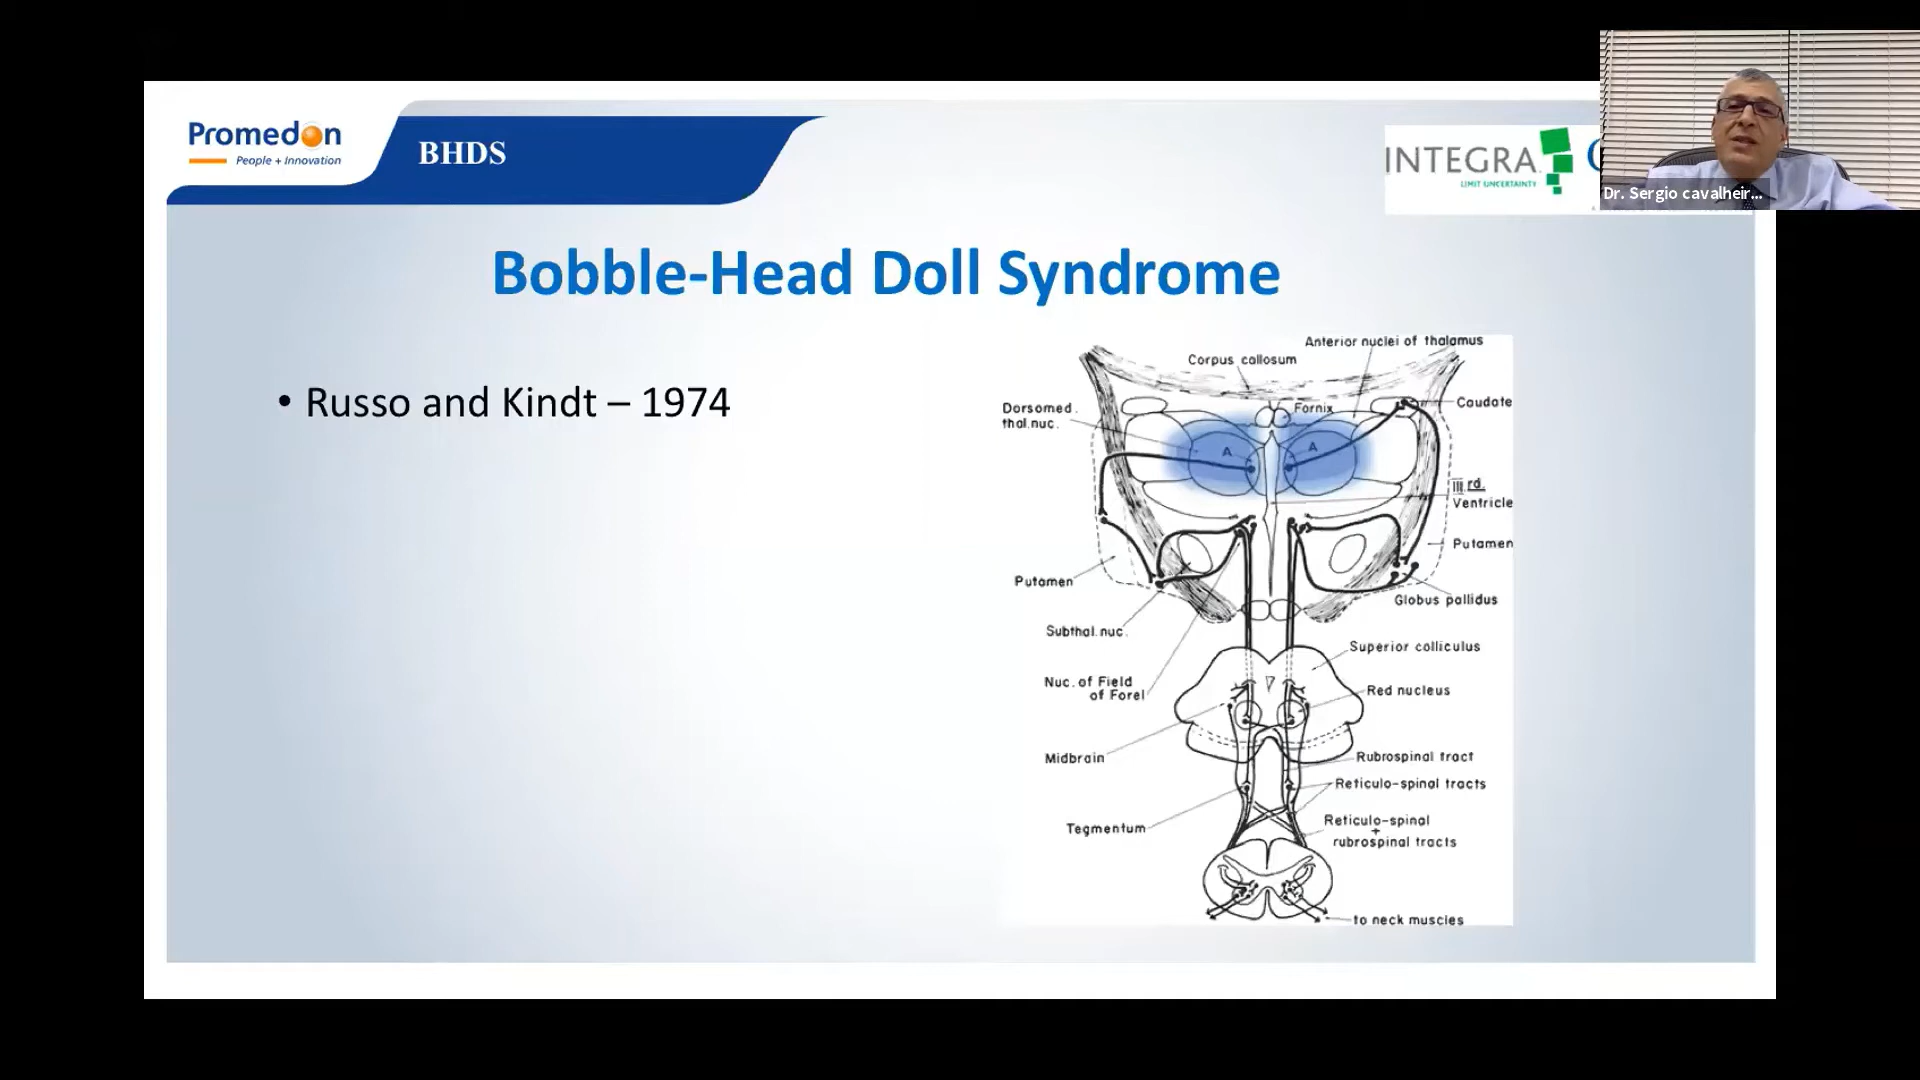 Promedon
People + Innovation
BHDS
INTEGRA
LIMIT UNCERTAINTY
Dr. Sergio cavalheir...
Bobble-Head Doll Syndrome
• Russo and Kindt – 1974
Anterior nuclei of thalamus
Corpus callosum
Dorsomed.
thal.nuc.
Fornix
Caudate
A
A
III rd.
Ventricle
Putamen
Putamen
Globus pallidus
Subthal.nuc.
Superior colliculus
Nuc. of Field
of Forel
Red nucleus
Midbrain
Rubrospinal tract
Reticulo-spinal tracts
Tegmentum
Reticulo-spinal
+
rubrospinal tracts
to neck muscles